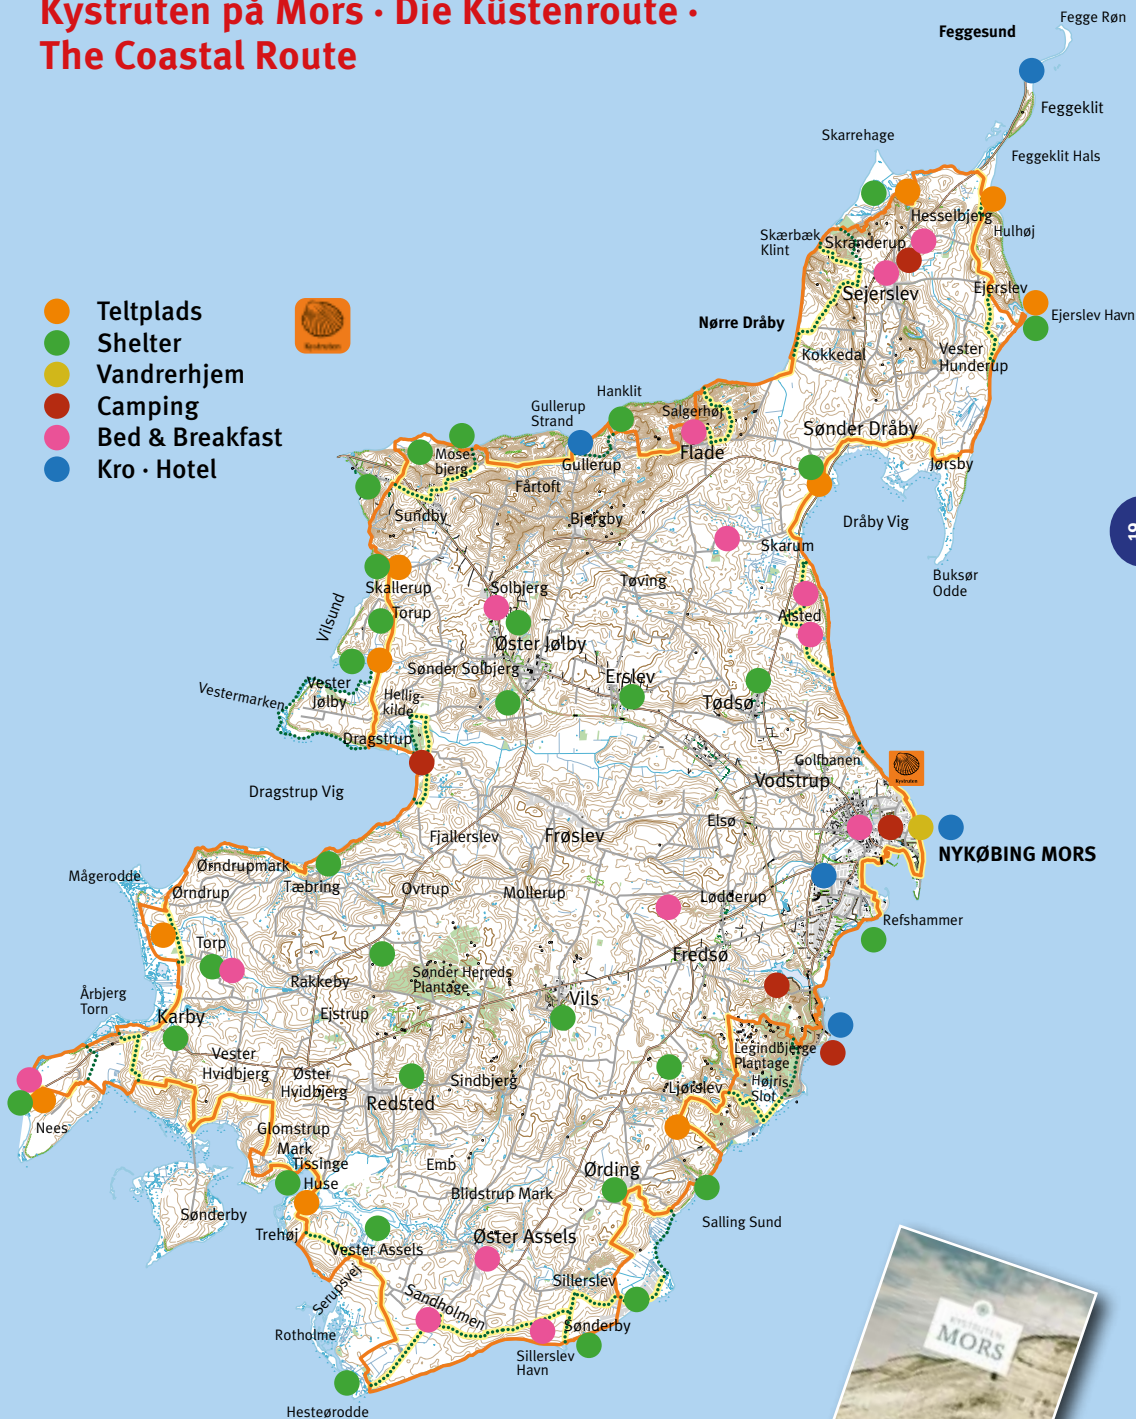 Kystruten på Mors · Die Küstenroute ·
The Coastal Route
Fegge Røn
Feggesund
Feggeklit
Skarrehage
Feggeklit Hals
Hesselbjerg
Hulhøj
Skærbæk
Klint
Skranderup
Ejerslev
Sejerslev
Ejerslev Havn
Teltplads
Shelter
Vandrerhjem
Camping
Bed & Breakfast
Kro · Hotel
Kystruten
Nørre Dråby
Kokkedal
Vester
Hunderup
Hanklit
Gullerup
Strand
Salgerhøj
Sønder Dråby
Flade
Mose-
bjerg
Gullerup
Jørsby
Fårtoft
Sundby
Bjergby
Dråby Vig
19
Skarum
Buksør
Odde
Skallerup
Solbjerg
Tøving
Vilsund
Torup
Alsted
Øster Jølby
Sønder Solbjerg
Erslev
Vestermarken
Vester
Jølby
Hellig-
kilde
Tødsø
Dragstrup
Golfbanen
Vodstrup
Kystruten
Dragstrup Vig
Elsø
Fjallerslev
Frøslev
NYKØBING MORS
Ørndrupmark
Mågerodde
Ørndrup
Tæbring
Ovtrup
Mollerup
Lødderup
Refshammer
Torp
Fredsø
Sønder Herreds
Plantage
Rakkeby
Årbjerg
Torn
Vils
Karby
Ejstrup
Vester
Hvidbjerg
Legindbjerge
Plantage
Øster
Hvidbjerg
Sindbjerg
Ljørslev
Højris
Slot
Redsted
Nees
Glomstrup
Mark
Tissinge
Huse
Emb
Ørding
Blidstrup Mark
Sønderby
Salling Sund
Trehøj
Vester Assels
Øster Assels
Serupsvej
Sillerslev
Sandholmen
Rotholme
Sønderby
Sillerslev
Havn
Hesteørodde
KYSTRUTEN
MORS